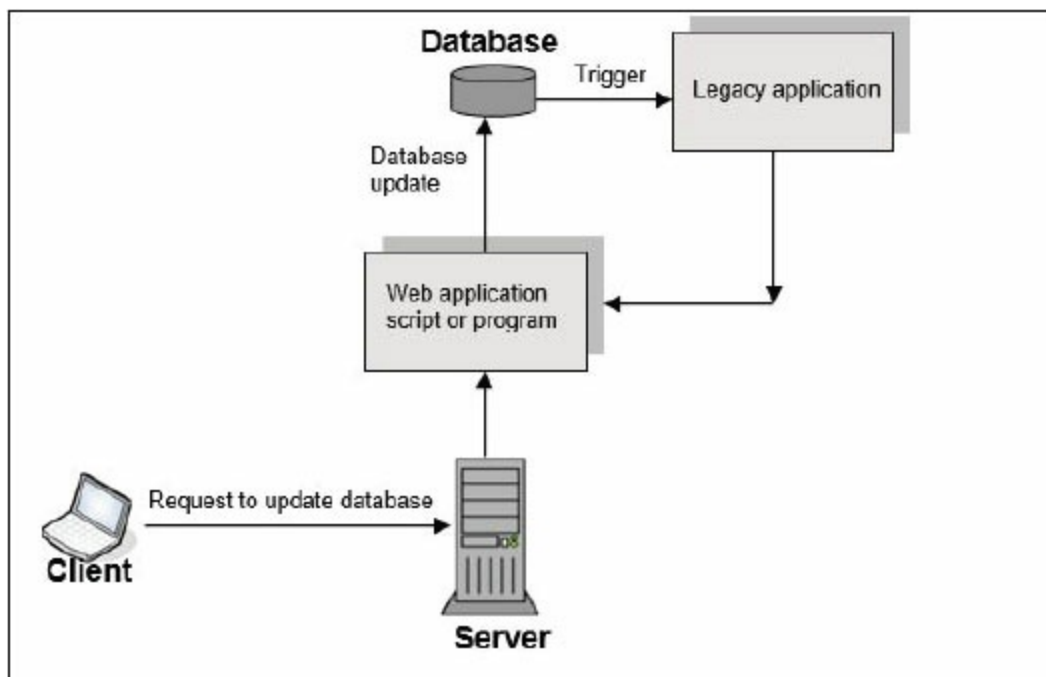 Database
Trigger
Legacy application
Database
update
Web application
script or program
Request to update database
Client
Server